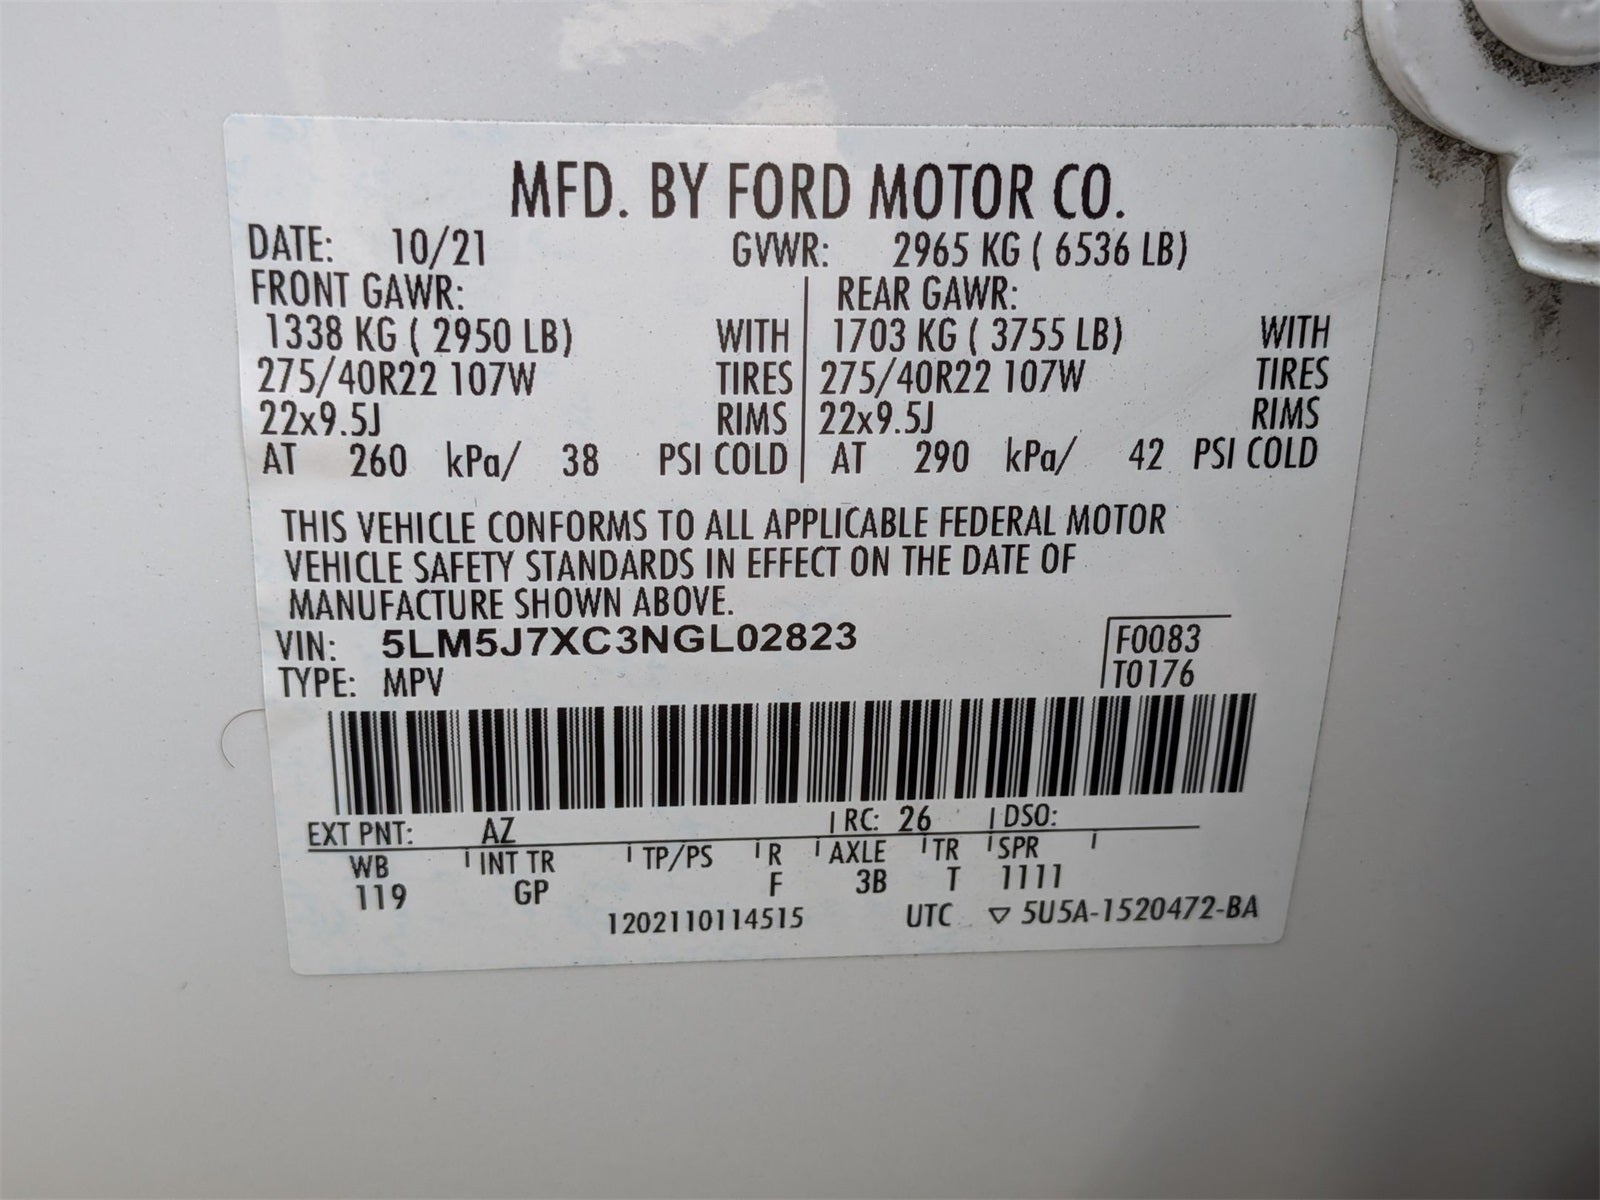 MFD. BY FORD MOTOR CO.
DATE: 10/21 GVWR: 2965 KG ( 6536 LB)
FRONT GAWR: REAR GAWR:
1338 KG ( 2950 LB) WITH 1703 KG ( 3755 LB) WITH
275/40R22 107W TIRES 275/40R22 107W TIRES
22x9.5J RIMS 22x9.5J RIMS
AT 260 kPa/ 38 PSI COLD AT 290 kPa/ 42 PSI COLD
THIS VEHICLE CONFORMS TO ALL APPLICABLE FEDERAL MOTOR
VEHICLE SAFETY STANDARDS IN EFFECT ON THE DATE OF
MANUFACTURE SHOWN ABOVE.
VIN: 5LM5J7XC3NGL02823 F0083
TYPE: MPV T0176
EXT PNT: AZ RC: 26 DSO:
WB INT TR TP/PS R AXLE TR SPR
119 GP F 3B T 1111
1202110114515 UTC ▽ 5U5A-1520472-BA